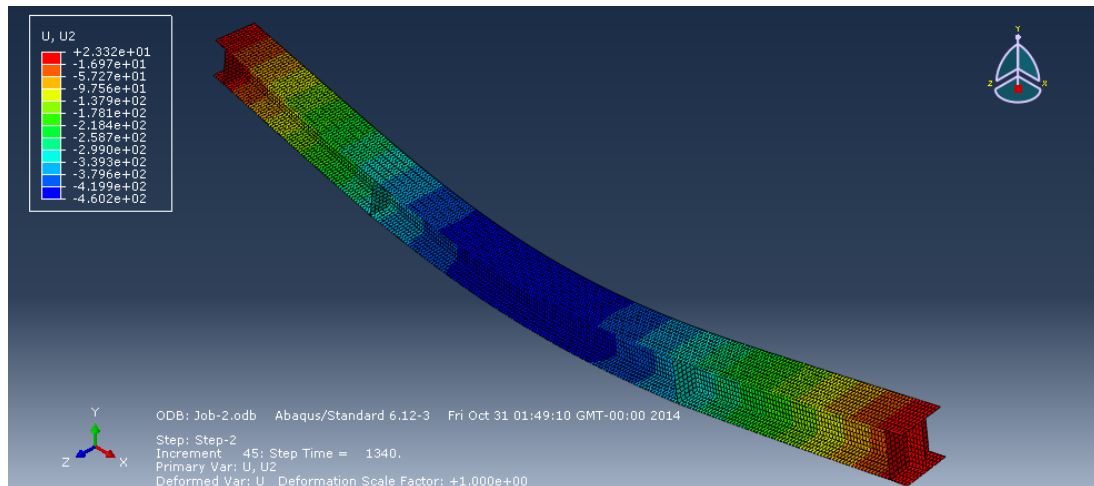 U, U2
+2.332e+01
-1.697e+01
-5.727e+01
-9.756e+01
-1.379e+02
-1.781e+02
-2.184e+02
-2.587e+02
-2.990e+02
-3.393e+02
-3.796e+02
-4.199e+02
-4.602e+02
Y
Z
X
ODB: Job-2.odb Abaqus/Standard 6.12-3 Fri Oct 31 01:49:10 GMT-00:00 2014
Y
Z
X
Step: Step-2
Increment 45: Step Time = 1340.
Primary Var: U, U2
Deformed Var: U Deformation Scale Factor: +1.000e+00